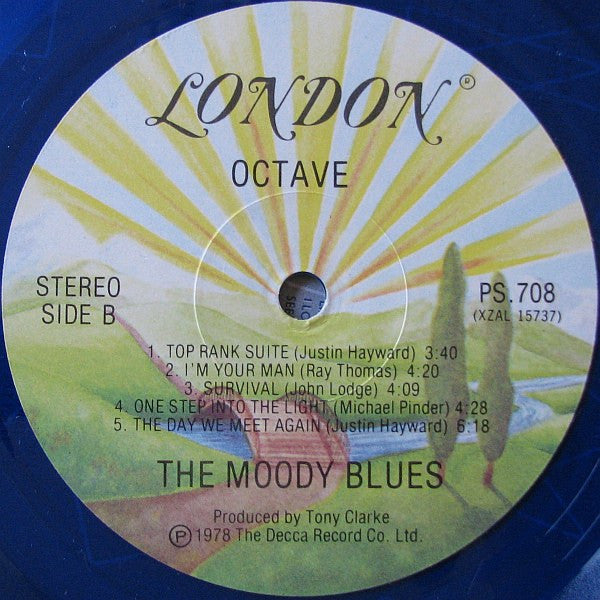 LONDON®
OCTAVE
STEREO
SIDE B
PS.708
(XZAL 15737)
1. TOP RANK SUITE (Justin Hayward) 3:40
2. I'M YOUR MAN (Ray Thomas) 4:20
3. SURVIVAL (John Lodge) 4:09
4. ONE STEP INTO THE LIGHT (Michael Pinder) 4:28
5. THE DAY WE MEET AGAIN (Justin Hayward) 6:18
THE MOODY BLUES
Produced by Tony Clarke
Ⓟ 1978 The Decca Record Co. Ltd.